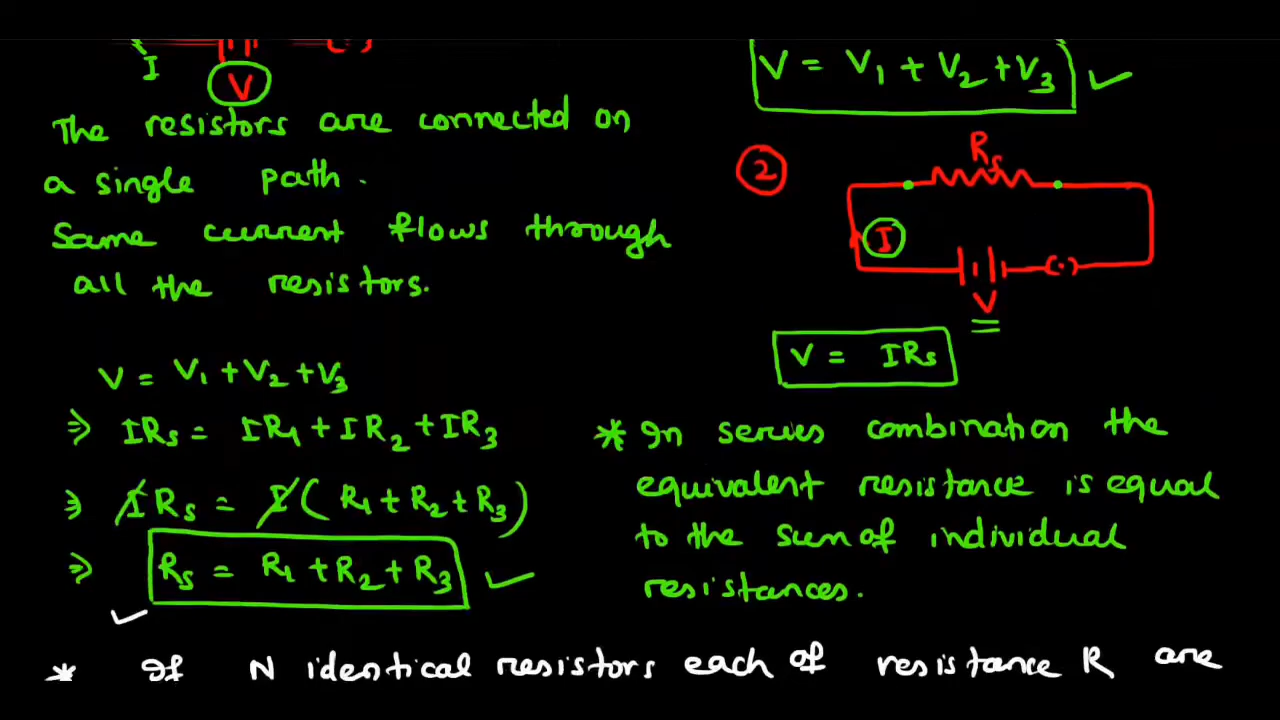 I
V
The resistors are connected on
a single path.
Same current flows through
all the resistors.
V = V₁ + V₂ + V₃
⇒ IRₛ = IR₁ + IR₂ + IR₃
⇒ IRₛ = I(R₁ + R₂ + R₃)
⇒ Rₛ = R₁ + R₂ + R₃ ✓
✓
V = V₁ + V₂ + V₃ ✓
2
Rₛ
I
V
V = IRₛ
* In series combination the
equivalent resistance is equal
to the sum of individual
resistances.
* If N identical resistors each of resistance R are